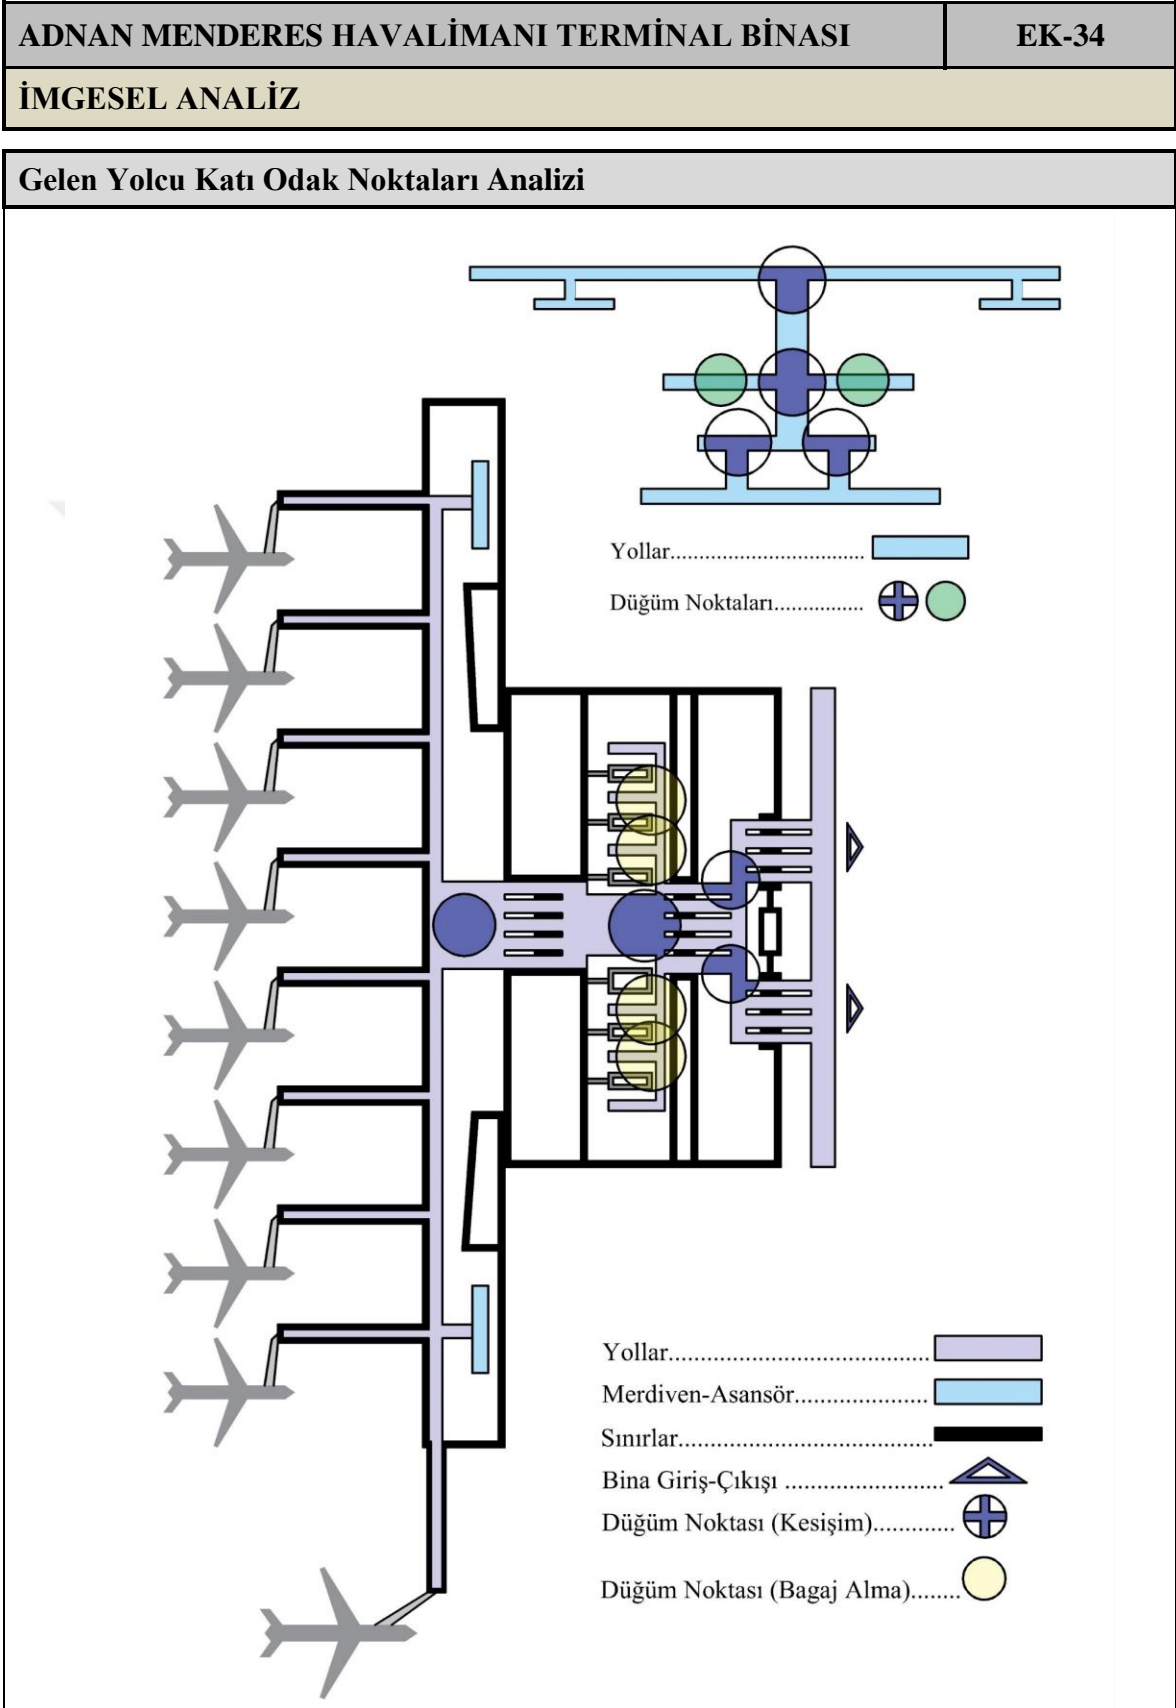 ADNAN MENDERES HAVALİMANI TERMİNAL BİNASI EK-34
İMGESEL ANALİZ
Gelen Yolcu Katı Odak Noktaları Analizi
Yollar.................................
Düğüm Noktaları...............
Yollar........................................
Merdiven-Asansör.....................
Sınırlar.......................................
Bina Giriş-Çıkışı ........................
Düğüm Noktası (Kesişim).............
Düğüm Noktası (Bagaj Alma)........